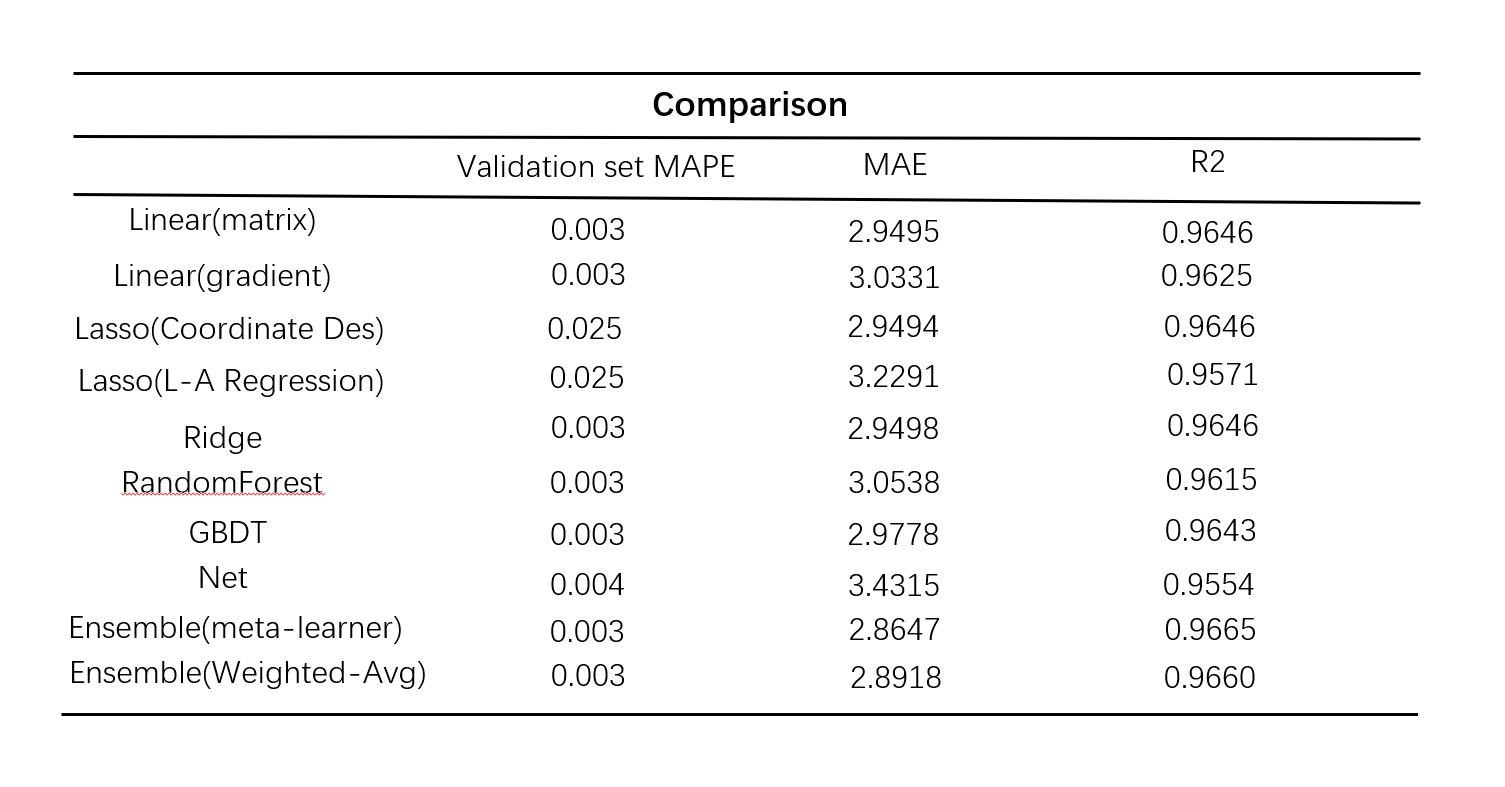 Comparison
Validation set MAPE MAE R2
Linear(matrix) 0.003 2.9495 0.9646
Linear(gradient) 0.003 3.0331 0.9625
Lasso(Coordinate Des) 0.025 2.9494 0.9646
Lasso(L-A Regression) 0.025 3.2291 0.9571
Ridge 0.003 2.9498 0.9646
RandomForest 0.003 3.0538 0.9615
GBDT 0.003 2.9778 0.9643
Net 0.004 3.4315 0.9554
Ensemble(meta-learner) 0.003 2.8647 0.9665
Ensemble(Weighted-Avg) 0.003 2.8918 0.9660